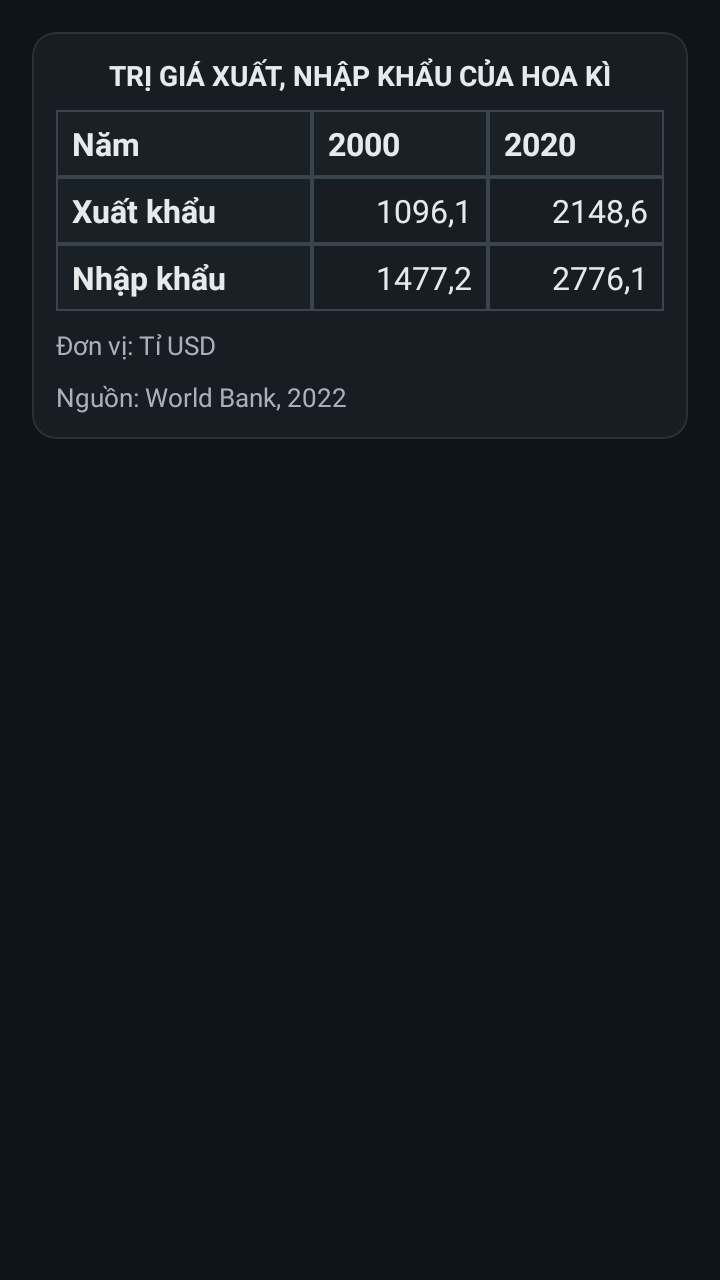 TRỊ GIÁ XUẤT, NHẬP KHẨU CỦA HOA KÌ
Năm 2000 2020
Xuất khẩu 1096,1 2148,6
Nhập khẩu 1477,2 2776,1
Đơn vị: Tỉ USD
Nguồn: World Bank, 2022